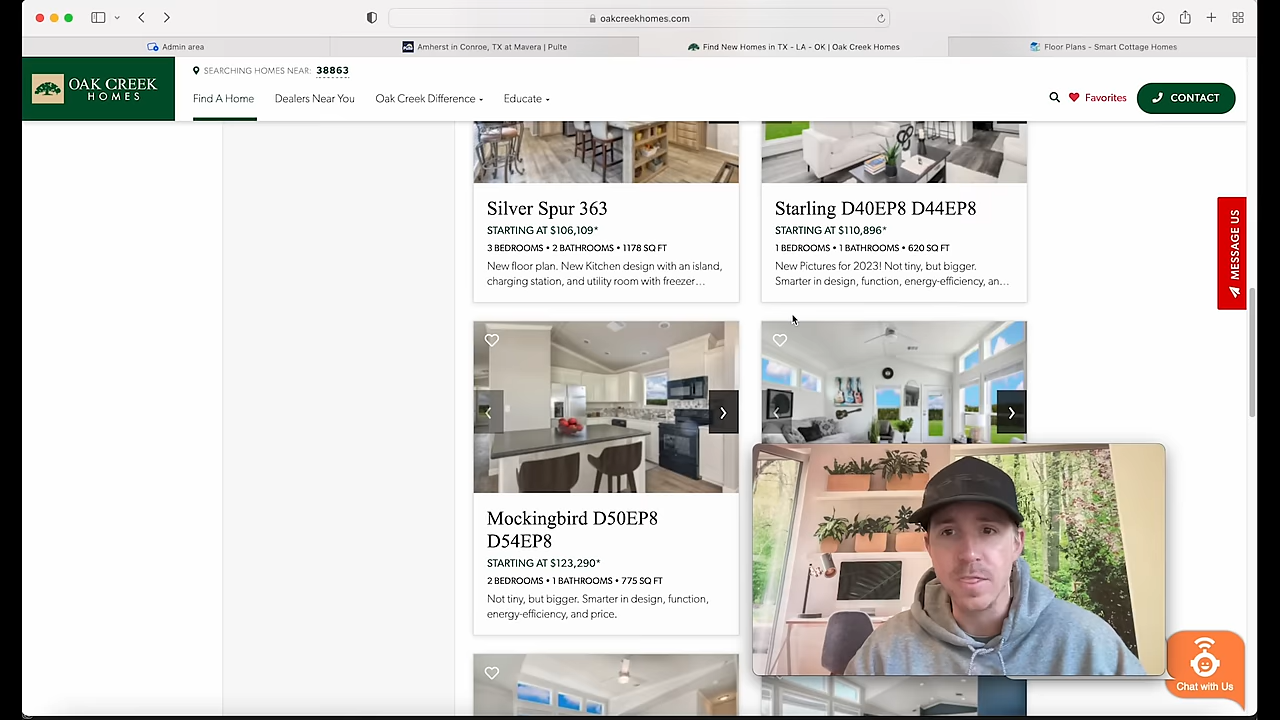 oakcreekhomes.com
Admin area
Amherst in Conroe, TX at Mavera | Pulte
Find New Homes in TX - LA - OK | Oak Creek Homes
Floor Plans - Smart Cottage Homes
OAK CREEK
HOMES
SEARCHING HOMES NEAR: 38863
Find A Home
Dealers Near You
Oak Creek Difference
Educate
Favorites
CONTACT
MESSAGE US
Silver Spur 363
STARTING AT $106,109*
3 BEDROOMS • 2 BATHROOMS • 1178 SQ FT
New floor plan. New Kitchen design with an island,
charging station, and utility room with freezer…
Starling D40EP8 D44EP8
STARTING AT $110,896*
1 BEDROOMS • 1 BATHROOMS • 620 SQ FT
New Pictures for 2023! Not tiny, but bigger.
Smarter in design, function, energy-efficiency, an…
Mockingbird D50EP8
D54EP8
STARTING AT $123,290*
2 BEDROOMS • 1 BATHROOMS • 775 SQ FT
Not tiny, but bigger. Smarter in design, function,
energy-efficiency, and price.
Chat with Us